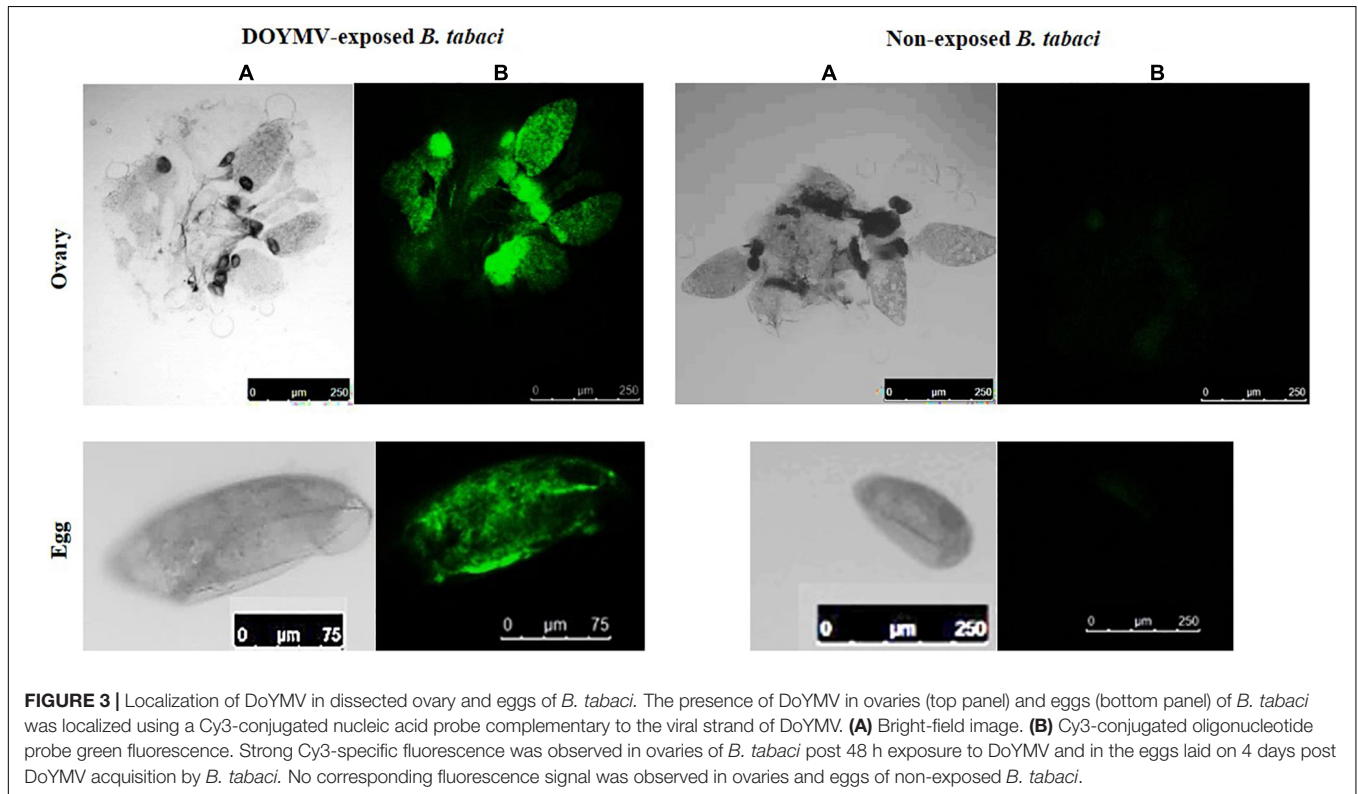 DOYMV-exposed B. tabaci
Non-exposed B. tabaci
A
B
A
B
Ovary
0 µm 250
0 µm 250
0 µm 250
0 µm 250
Egg
0 µm 75
0 µm 75
0 µm 250
0 µm 250
FIGURE 3 | Localization of DoYMV in dissected ovary and eggs of B. tabaci. The presence of DoYMV in ovaries (top panel) and eggs (bottom panel) of B. tabaci
was localized using a Cy3-conjugated nucleic acid probe complementary to the viral strand of DoYMV. (A) Bright-field image. (B) Cy3-conjugated oligonucleotide
probe green fluorescence. Strong Cy3-specific fluorescence was observed in ovaries of B. tabaci post 48 h exposure to DoYMV and in the eggs laid on 4 days post
DoYMV acquisition by B. tabaci. No corresponding fluorescence signal was observed in ovaries and eggs of non-exposed B. tabaci.